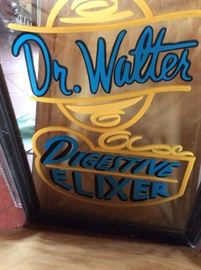 Dr. Walter
DIGESTIVE
ELIXER